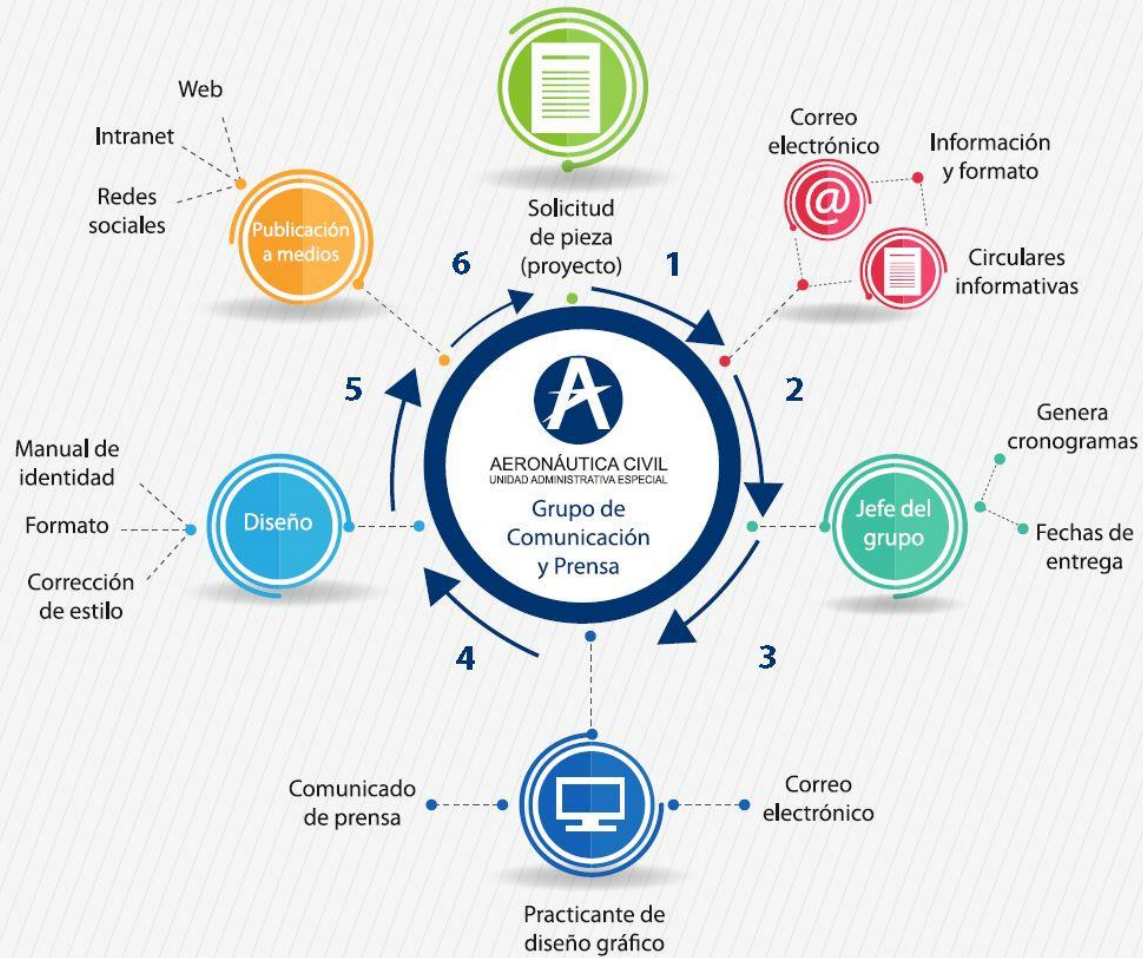 Solicitud
de pieza
(proyecto)
1
Correo
electrónico
@
Información
y formato
Circulares
informativas
2
Jefe del
grupo
Genera
cronogramas
Fechas de
entrega
3
Practicante de
diseño gráfico
Comunicado
de prensa
Correo
electrónico
4
Diseño
Manual de
identidad
Formato
Corrección
de estilo
5
Publicación
a medios
Web
Intranet
Redes
sociales
6
AERONÁUTICA CIVIL
UNIDAD ADMINISTRATIVA ESPECIAL
Grupo de
Comunicación
y Prensa